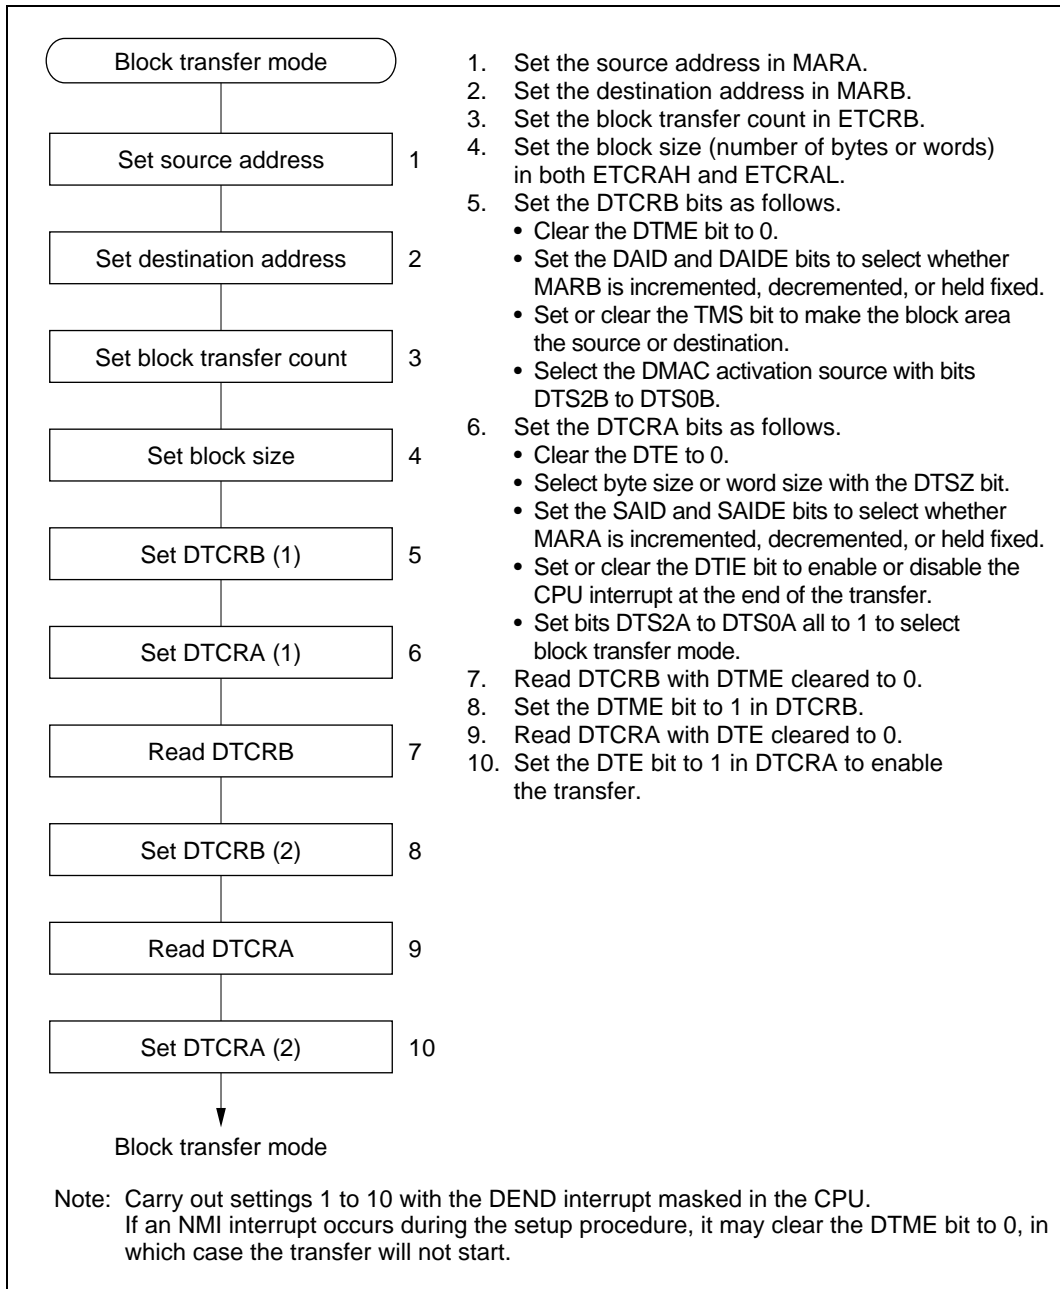 Block transfer mode
Set source address 1
Set destination address 2
Set block transfer count 3
Set block size 4
Set DTCRB (1) 5
Set DTCRA (1) 6
Read DTCRB 7
Set DTCRB (2) 8
Read DTCRA 9
Set DTCRA (2) 10
Block transfer mode
1. Set the source address in MARA.
2. Set the destination address in MARB.
3. Set the block transfer count in ETCRB.
4. Set the block size (number of bytes or words)
in both ETCRAH and ETCRAL.
5. Set the DTCRB bits as follows.
• Clear the DTME bit to 0.
• Set the DAID and DAIDE bits to select whether
MARB is incremented, decremented, or held fixed.
• Set or clear the TMS bit to make the block area
the source or destination.
• Select the DMAC activation source with bits
DTS2B to DTS0B.
6. Set the DTCRA bits as follows.
• Clear the DTE to 0.
• Select byte size or word size with the DTSZ bit.
• Set the SAID and SAIDE bits to select whether
MARA is incremented, decremented, or held fixed.
• Set or clear the DTIE bit to enable or disable the
CPU interrupt at the end of the transfer.
• Set bits DTS2A to DTS0A all to 1 to select
block transfer mode.
7. Read DTCRB with DTME cleared to 0.
8. Set the DTME bit to 1 in DTCRB.
9. Read DTCRA with DTE cleared to 0.
10. Set the DTE bit to 1 in DTCRA to enable
the transfer.
Note: Carry out settings 1 to 10 with the DEND interrupt masked in the CPU.
If an NMI interrupt occurs during the setup procedure, it may clear the DTME bit to 0, in
which case the transfer will not start.